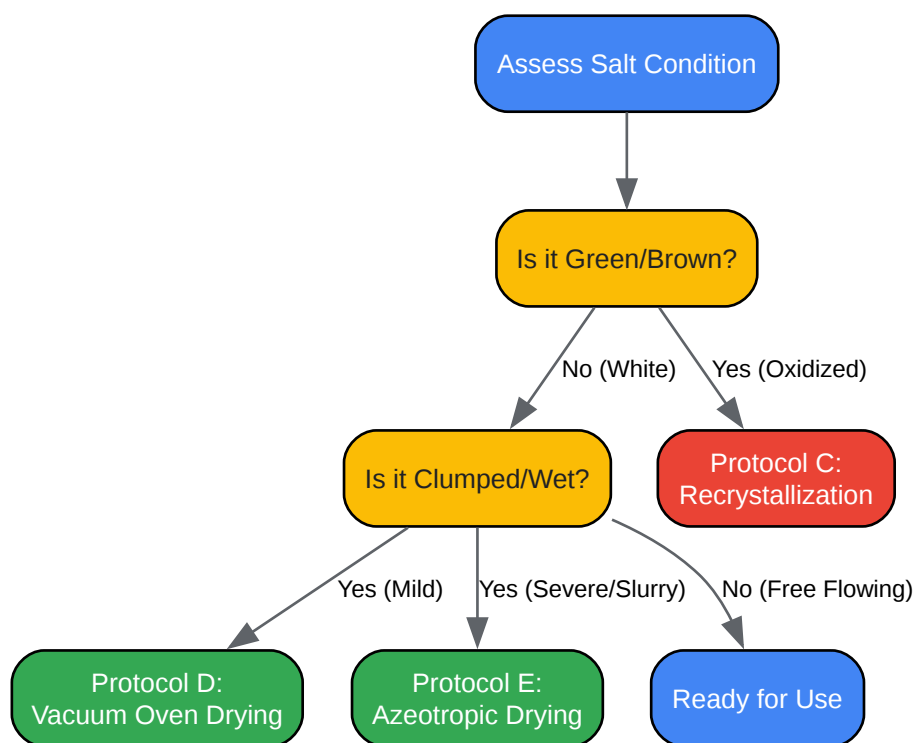 Assess Salt Condition
Is it Green/Brown?
No (White)
Yes (Oxidized)
Is it Clumped/Wet?
Protocol C:
Recrystallization
Yes (Mild)
Yes (Severe/Slurry)
No (Free Flowing)
Protocol D:
Vacuum Oven Drying
Protocol E:
Azeotropic Drying
Ready for Use